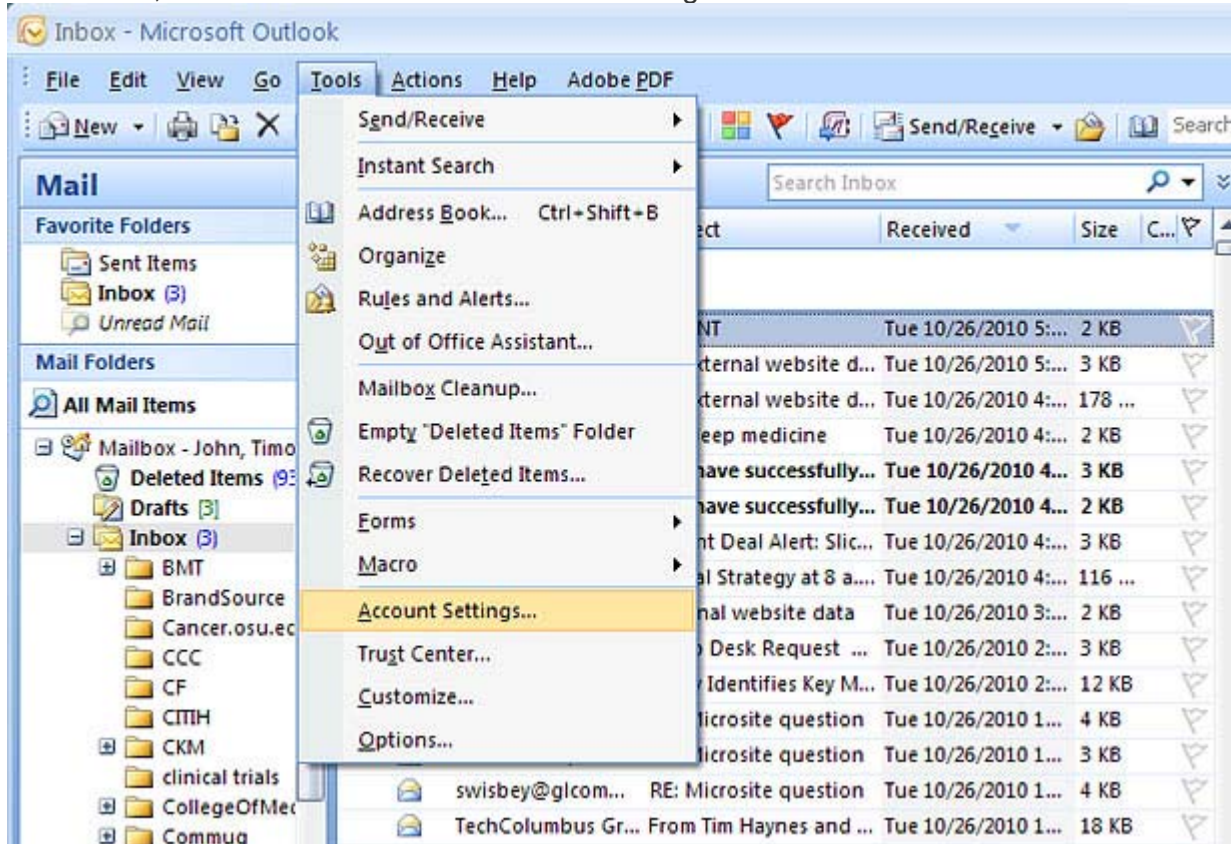 Inbox - Microsoft Outlook
File Edit View Go Tools Actions Help Adobe PDF
New Send/Receive Search
Mail
Favorite Folders
Sent Items
Inbox (3)
Unread Mail
Mail Folders
All Mail Items
Mailbox - John, Timo
Deleted Items (93
Drafts [3]
Inbox (3)
BMT
BrandSource
Cancer.osu.ec
CCC
CF
CITIH
CKM
clinical trials
CollegeOfMed
Commug
Send/Receive
Instant Search
Address Book... Ctrl+Shift+B
Organize
Rules and Alerts...
Out of Office Assistant...
Mailbox Cleanup...
Empty "Deleted Items" Folder
Recover Deleted Items...
Forms
Macro
Account Settings...
Trust Center...
Customize...
Options...
Search Inbox
ect Received Size C...
NT Tue 10/26/2010 5:... 2 KB
xternal website d... Tue 10/26/2010 5:... 3 KB
xternal website d... Tue 10/26/2010 4:... 178 ...
eep medicine Tue 10/26/2010 4:... 2 KB
have successfully... Tue 10/26/2010 4... 3 KB
have successfully... Tue 10/26/2010 4... 2 KB
nt Deal Alert: Slic... Tue 10/26/2010 4:... 3 KB
al Strategy at 8 a.... Tue 10/26/2010 4:... 116 ...
nal website data Tue 10/26/2010 3:... 2 KB
Desk Request ... Tue 10/26/2010 2:... 3 KB
Identifies Key M... Tue 10/26/2010 2:... 12 KB
Microsite question Tue 10/26/2010 1... 4 KB
Microsite question Tue 10/26/2010 1... 3 KB
swisbey@glcom... RE: Microsite question Tue 10/26/2010 1... 4 KB
TechColumbus Gr... From Tim Haynes and ... Tue 10/26/2010 1... 18 KB